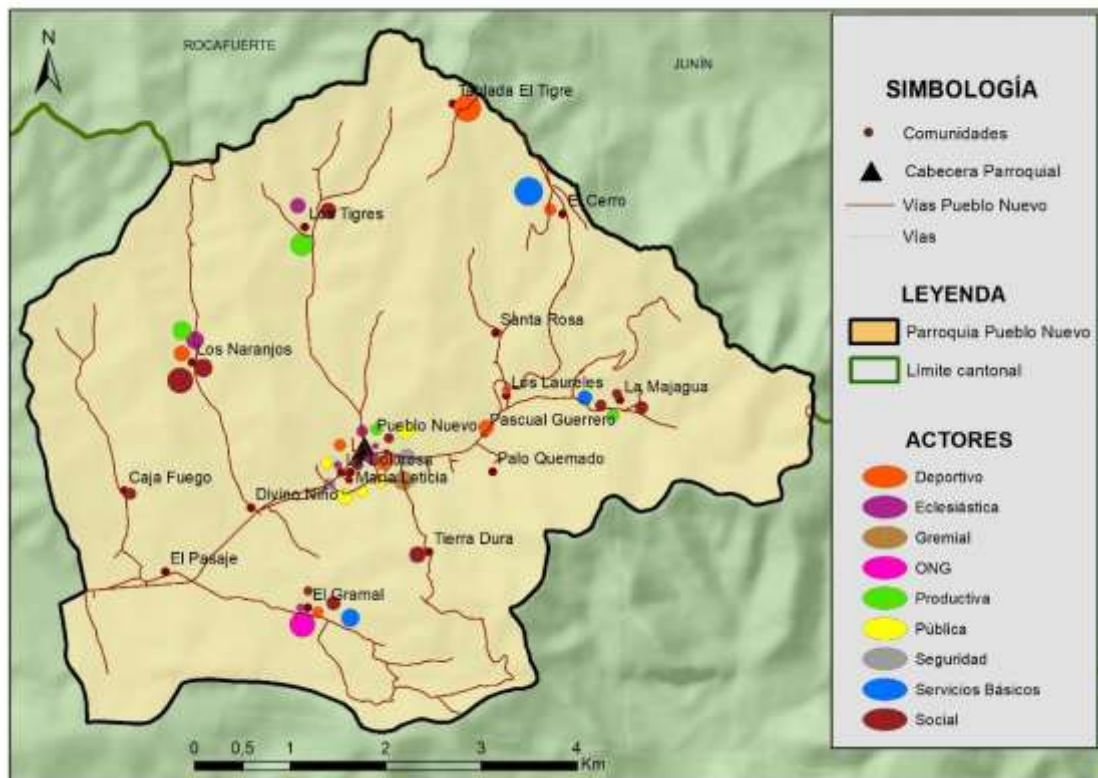 N
ROCAFUERTE
JUNÍN
Tablada El Tigre
El Cerro
Los Tigres
Santa Rosa
Los Naranjos
Los Laureles
La Majagua
Pueblo Nuevo
Pascual Guerrero
Palo Quemado
Maria Leticia
Caja Fuego
Divino Niño
Tierra Dura
El Pasaje
El Gramal
0 0,5 1 2 3 4
Km
SIMBOLOGÍA
Comunidades
Cabecera Parroquial
Vías Pueblo Nuevo
Vías
LEYENDA
Parroquia Pueblo Nuevo
Límite cantonal
ACTORES
Deportivo
Eclesiástica
Gremial
ONG
Productiva
Pública
Seguridad
Servicios Básicos
Social